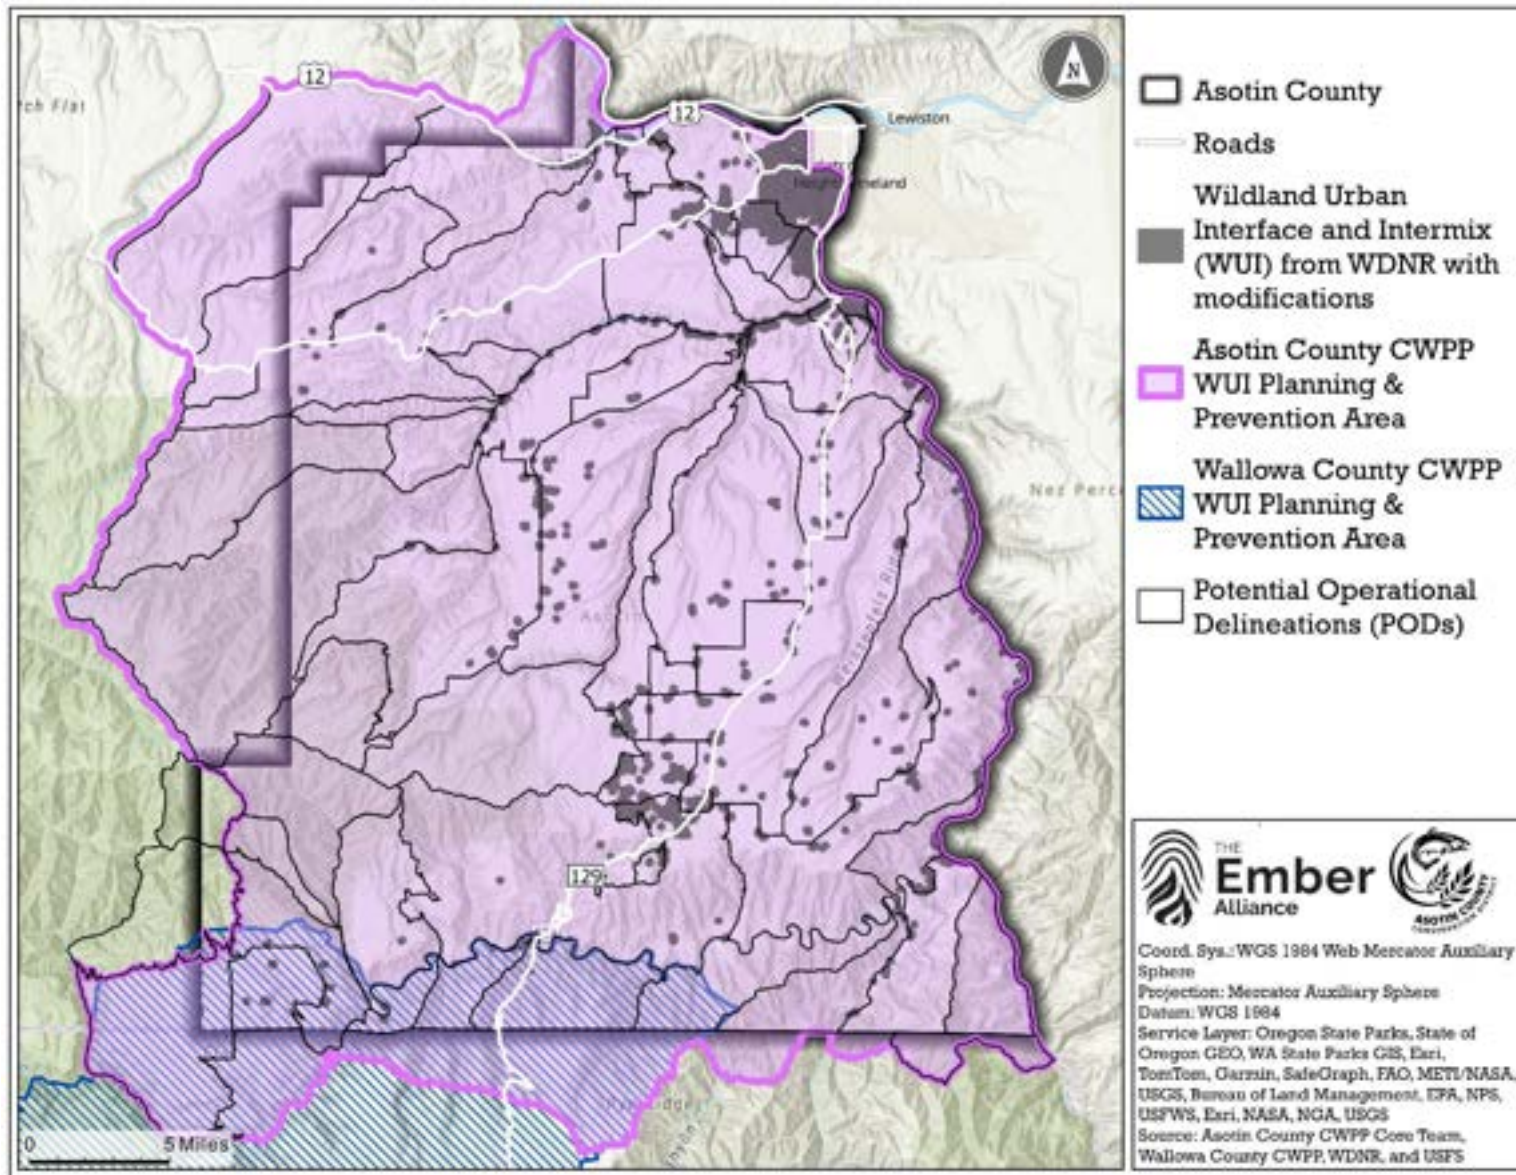 12
12
Lewiston
N
Nez Perce
Asotin
129
0
5 Miles
Asotin County
Roads
Wildland Urban
Interface and Intermix
(WUI) from WDNR with
modifications
Asotin County CWPP
WUI Planning &
Prevention Area
Wallowa County CWPP
WUI Planning &
Prevention Area
Potential Operational
Delineations (PODs)
THE
Ember
Alliance
ASOTIN COUNTY
Coord. Sys.: WGS 1984 Web Mercator Auxiliary
Sphere
Projection: Mercator Auxiliary Sphere
Datum: WGS 1984
Service Layer: Oregon State Parks, State of
Oregon GEO, WA State Parks GIS, Esri,
TomTom, Garmin, SafeGraph, FAO, METI/NASA,
USGS, Bureau of Land Management, EPA, NPS,
USFWS, Esri, NASA, NGA, USGS
Source: Asotin County CWPP Core Team,
Wallowa County CWPP, WDNR, and USFS